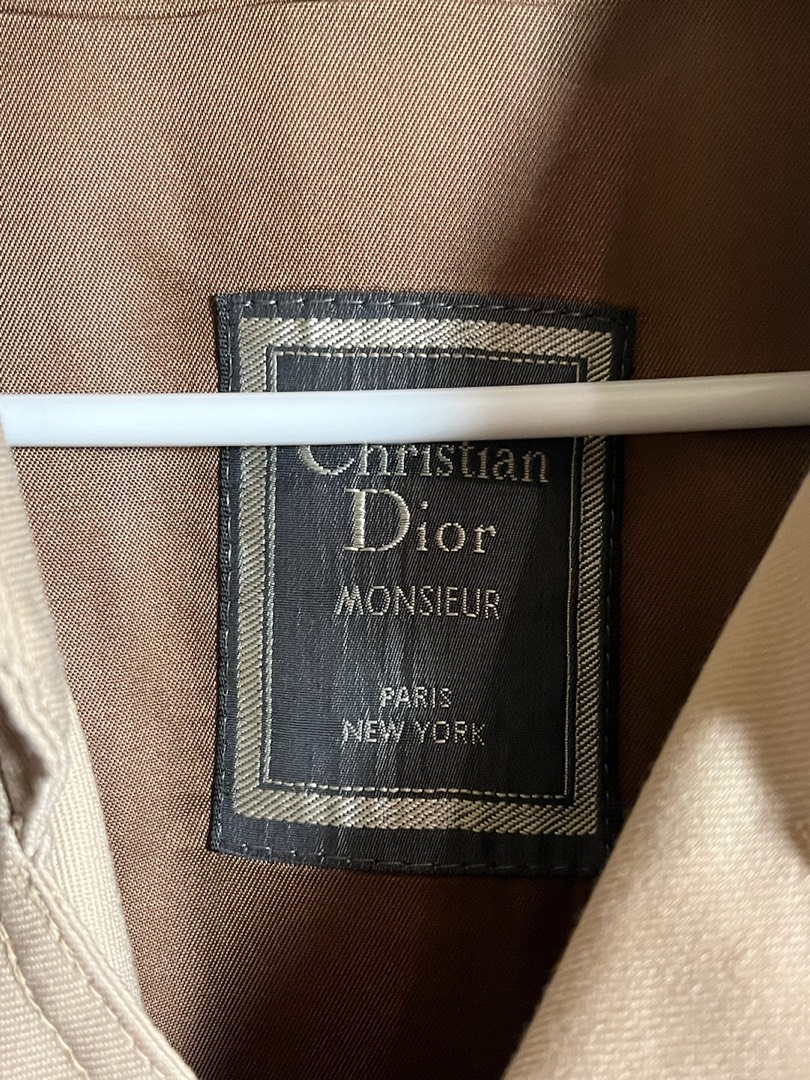 Christian
Dior
MONSIEUR
PARIS
NEW YORK